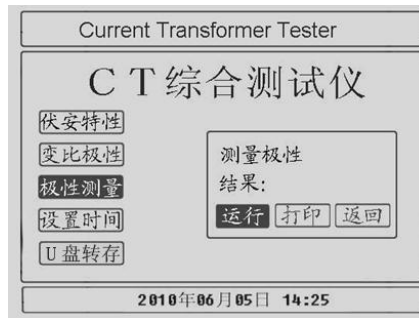 Current Transformer Tester
CT综合测试仪
伏安特性
变比极性
极性测量
设置时间
U盘转存
测量极性
结果:
运行 打印 返回
2010年06月05日 14:25